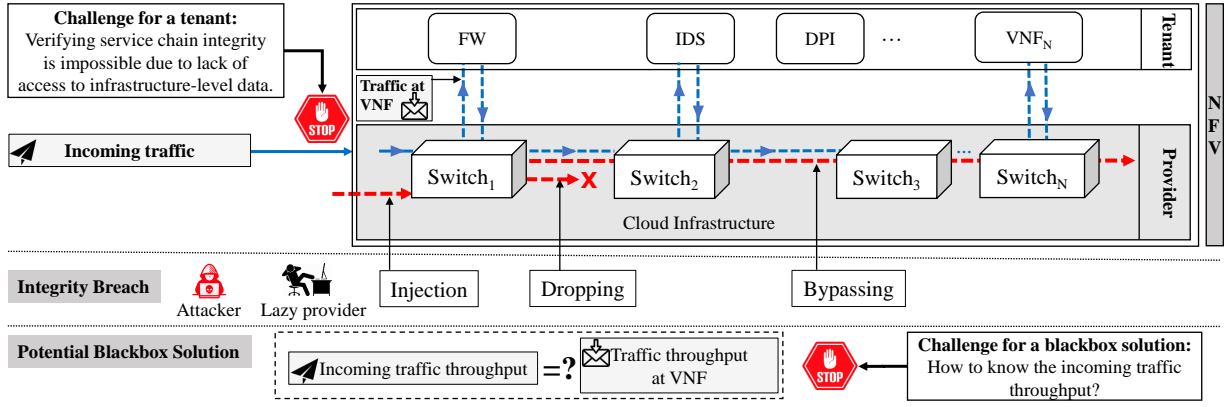 Challenge for a tenant:
Verifying service chain integrity
is impossible due to lack of
access to infrastructure-level data.
STOP
FW
IDS
DPI
...
VNF_N
Tenant
Traffic at
VNF
NFV
Incoming traffic
Switch_1
Switch_2
Switch_3
...
Switch_N
X
Cloud Infrastructure
Provider
Integrity Breach
Attacker
Lazy provider
Injection
Dropping
Bypassing
Potential Blackbox Solution
Incoming traffic throughput
=?
Traffic throughput
at VNF
STOP
Challenge for a blackbox solution:
How to know the incoming traffic
throughput?